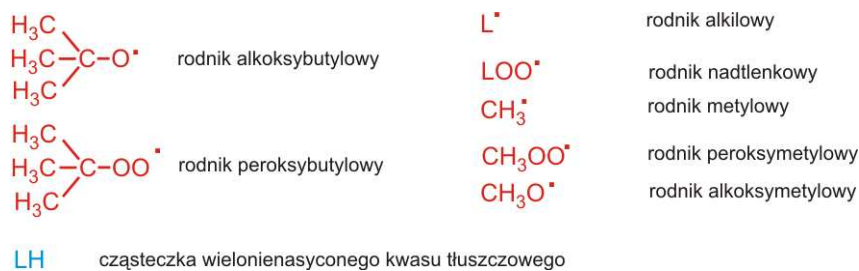 H₃C
H₃C–C–O▪ rodnik alkoksybutylowy
H₃C
H₃C
H₃C–C–OO▪ rodnik peroksybutylowy
H₃C
L▪ rodnik alkilowy
LOO▪ rodnik nadtlenkowy
CH₃▪ rodnik metylowy
CH₃OO▪ rodnik peroksymetylowy
CH₃O▪ rodnik alkoksymetylowy
LH cząsteczka wielonienasyconego kwasu tłuszczowego